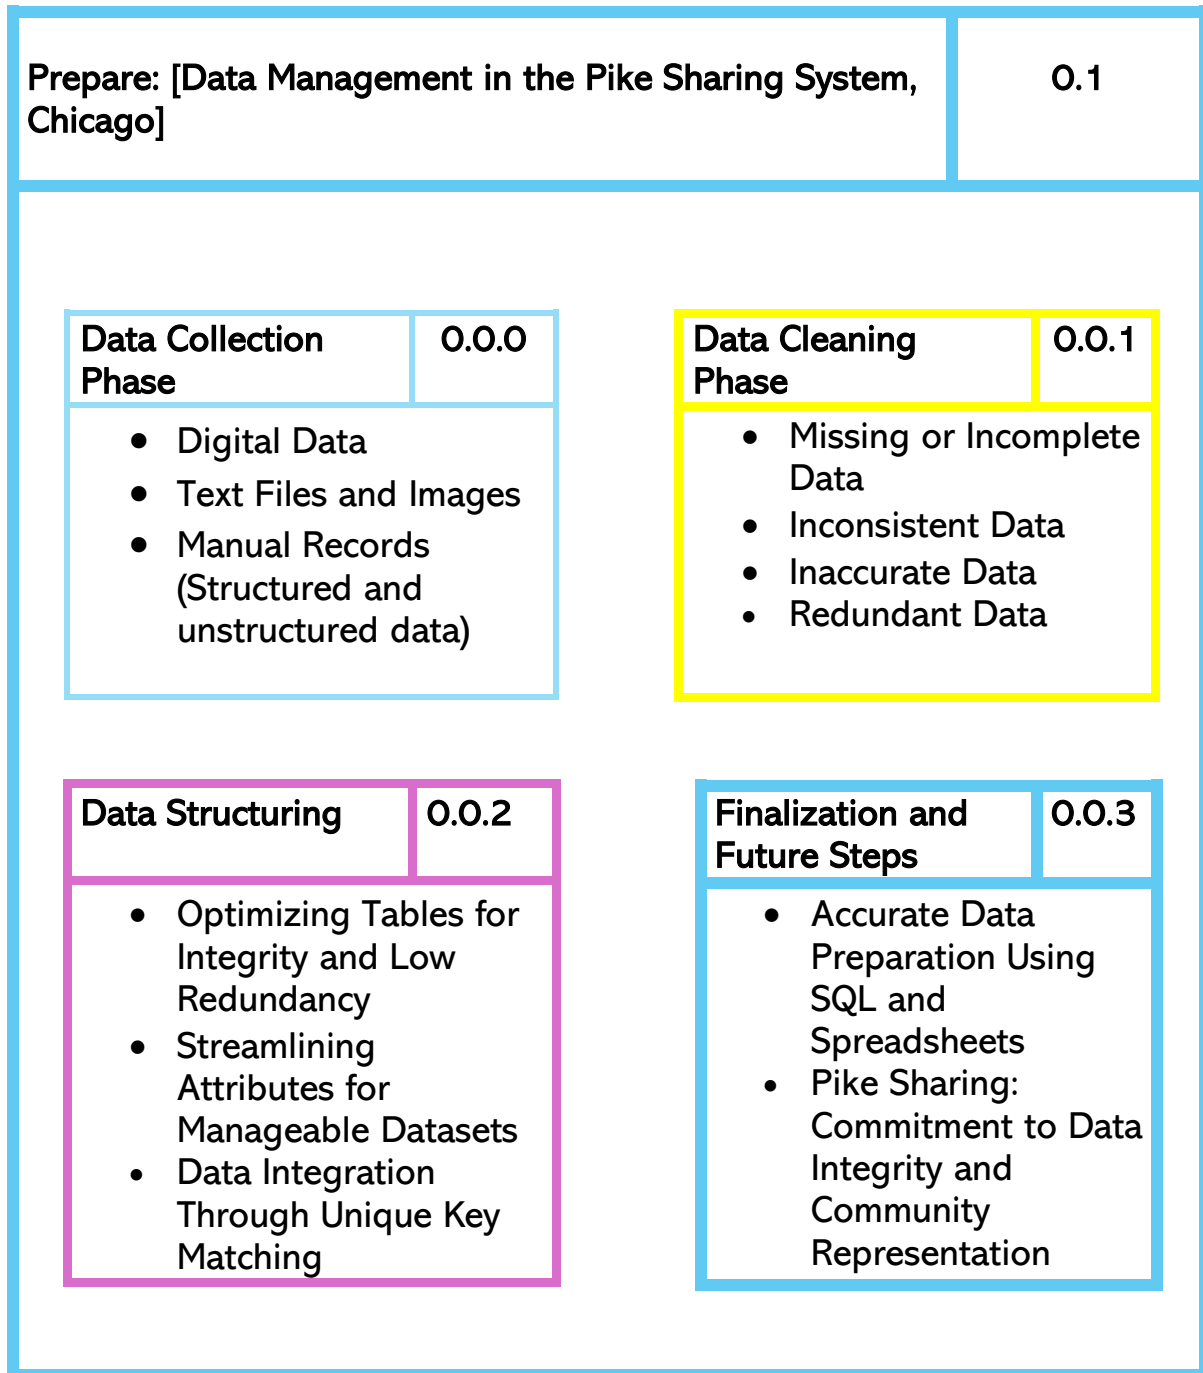 Prepare: [Data Management in the Pike Sharing System,
Chicago]
0.1
Data Collection
Phase
0.0.0
• Digital Data
• Text Files and Images
• Manual Records
(Structured and
unstructured data)
Data Cleaning
Phase
0.0.1
• Missing or Incomplete
Data
• Inconsistent Data
• Inaccurate Data
• Redundant Data
Data Structuring
0.0.2
• Optimizing Tables for
Integrity and Low
Redundancy
• Streamlining
Attributes for
Manageable Datasets
• Data Integration
Through Unique Key
Matching
Finalization and
Future Steps
0.0.3
• Accurate Data
Preparation Using
SQL and
Spreadsheets
• Pike Sharing:
Commitment to Data
Integrity and
Community
Representation